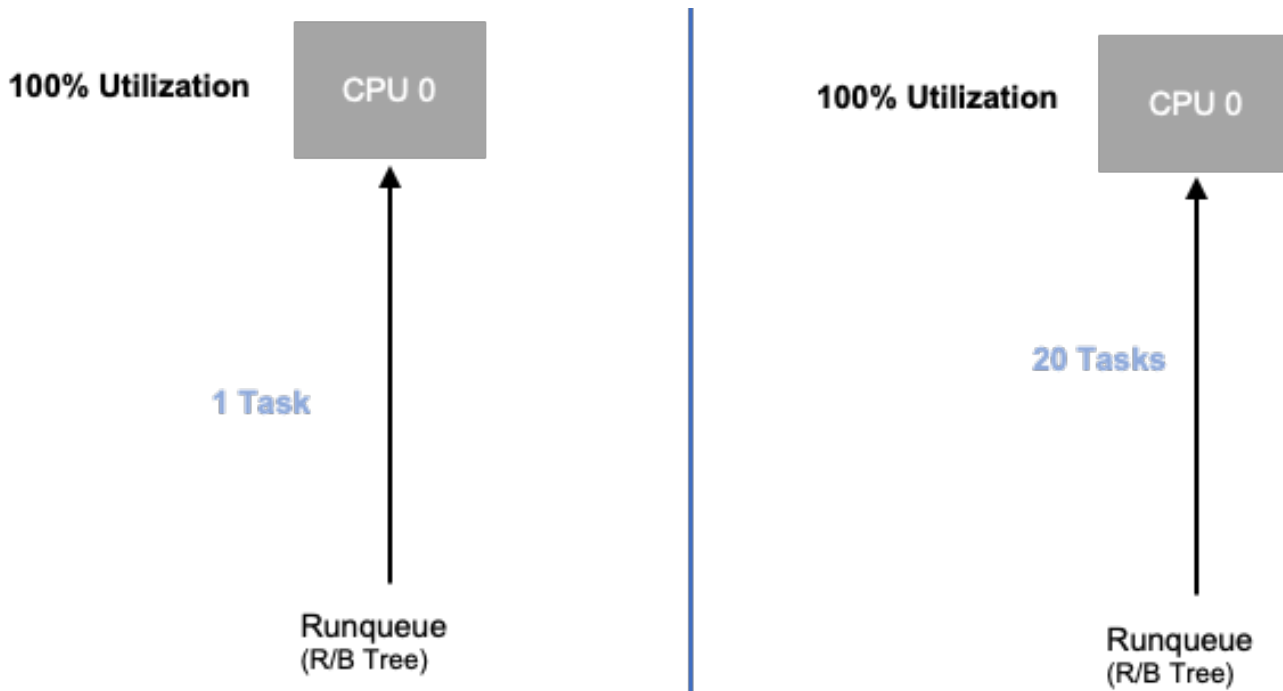 100% Utilization
CPU 0
1 Task
Runqueue
(R/B Tree)
100% Utilization
CPU 0
20 Tasks
Runqueue
(R/B Tree)